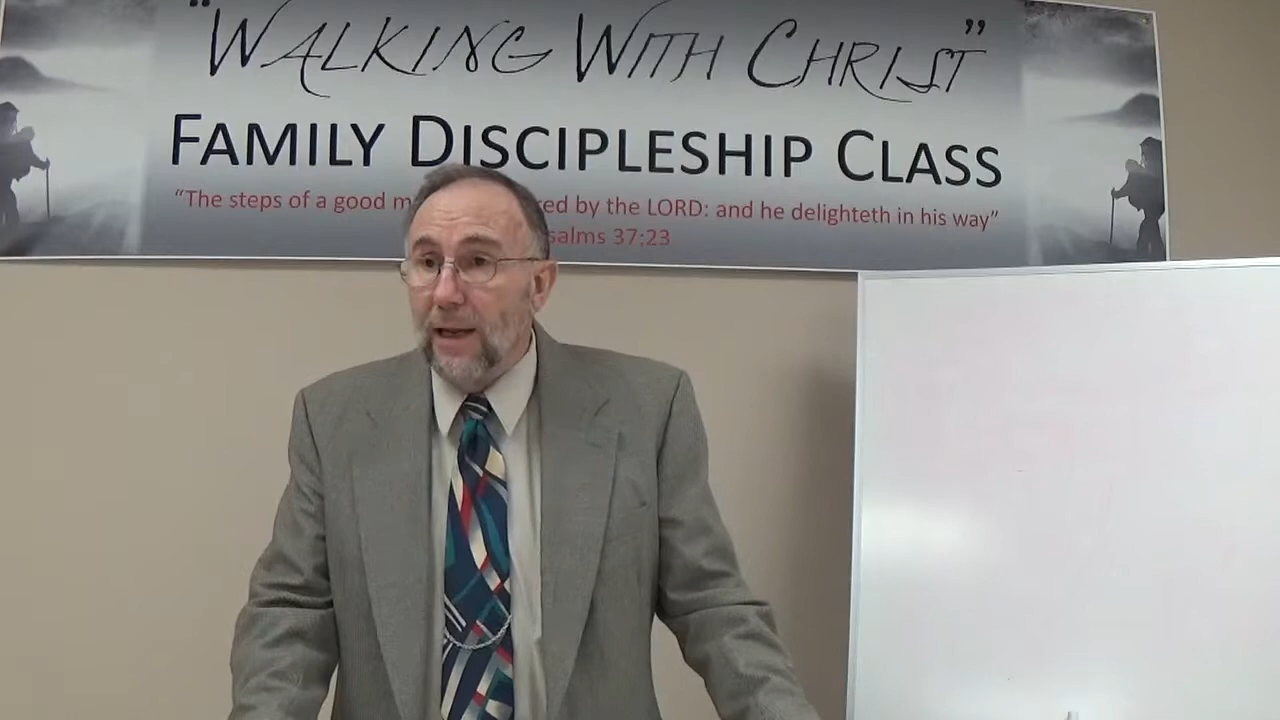 "WALKING WITH CHRIST"
FAMILY DISCIPLESHIP CLASS
"The steps of a good by the LORD: and he delighteth in his way"
37:23